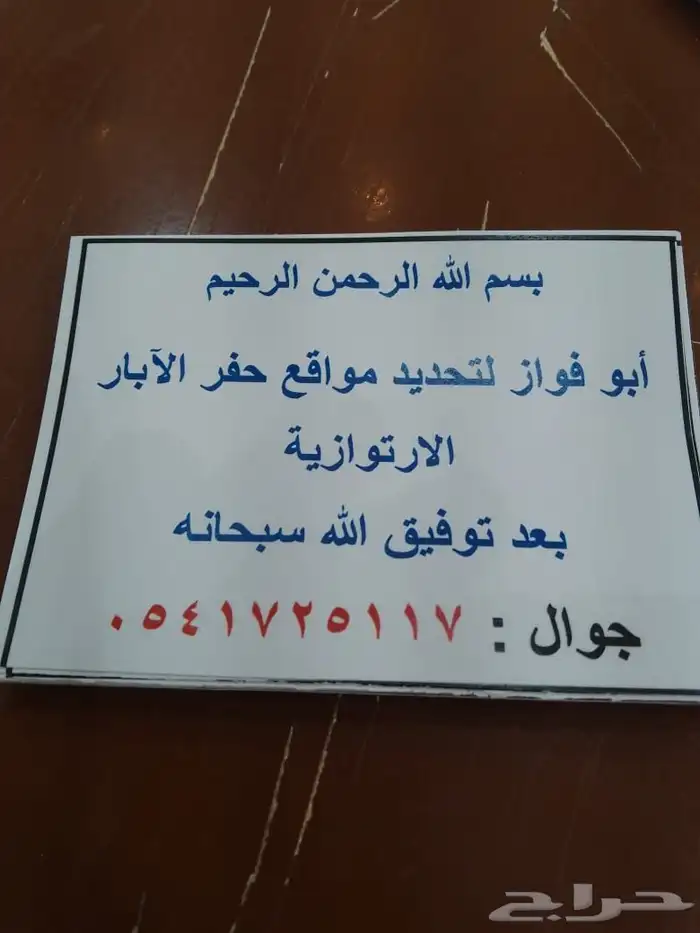 بسم الله الرحمن الرحيم
أبو فواز لتحديد مواقع حفر الآبار
الارتوازية
بعد توفيق الله سبحانه
جوال : ٠٥٤١٧٢٥١١٧
حراج